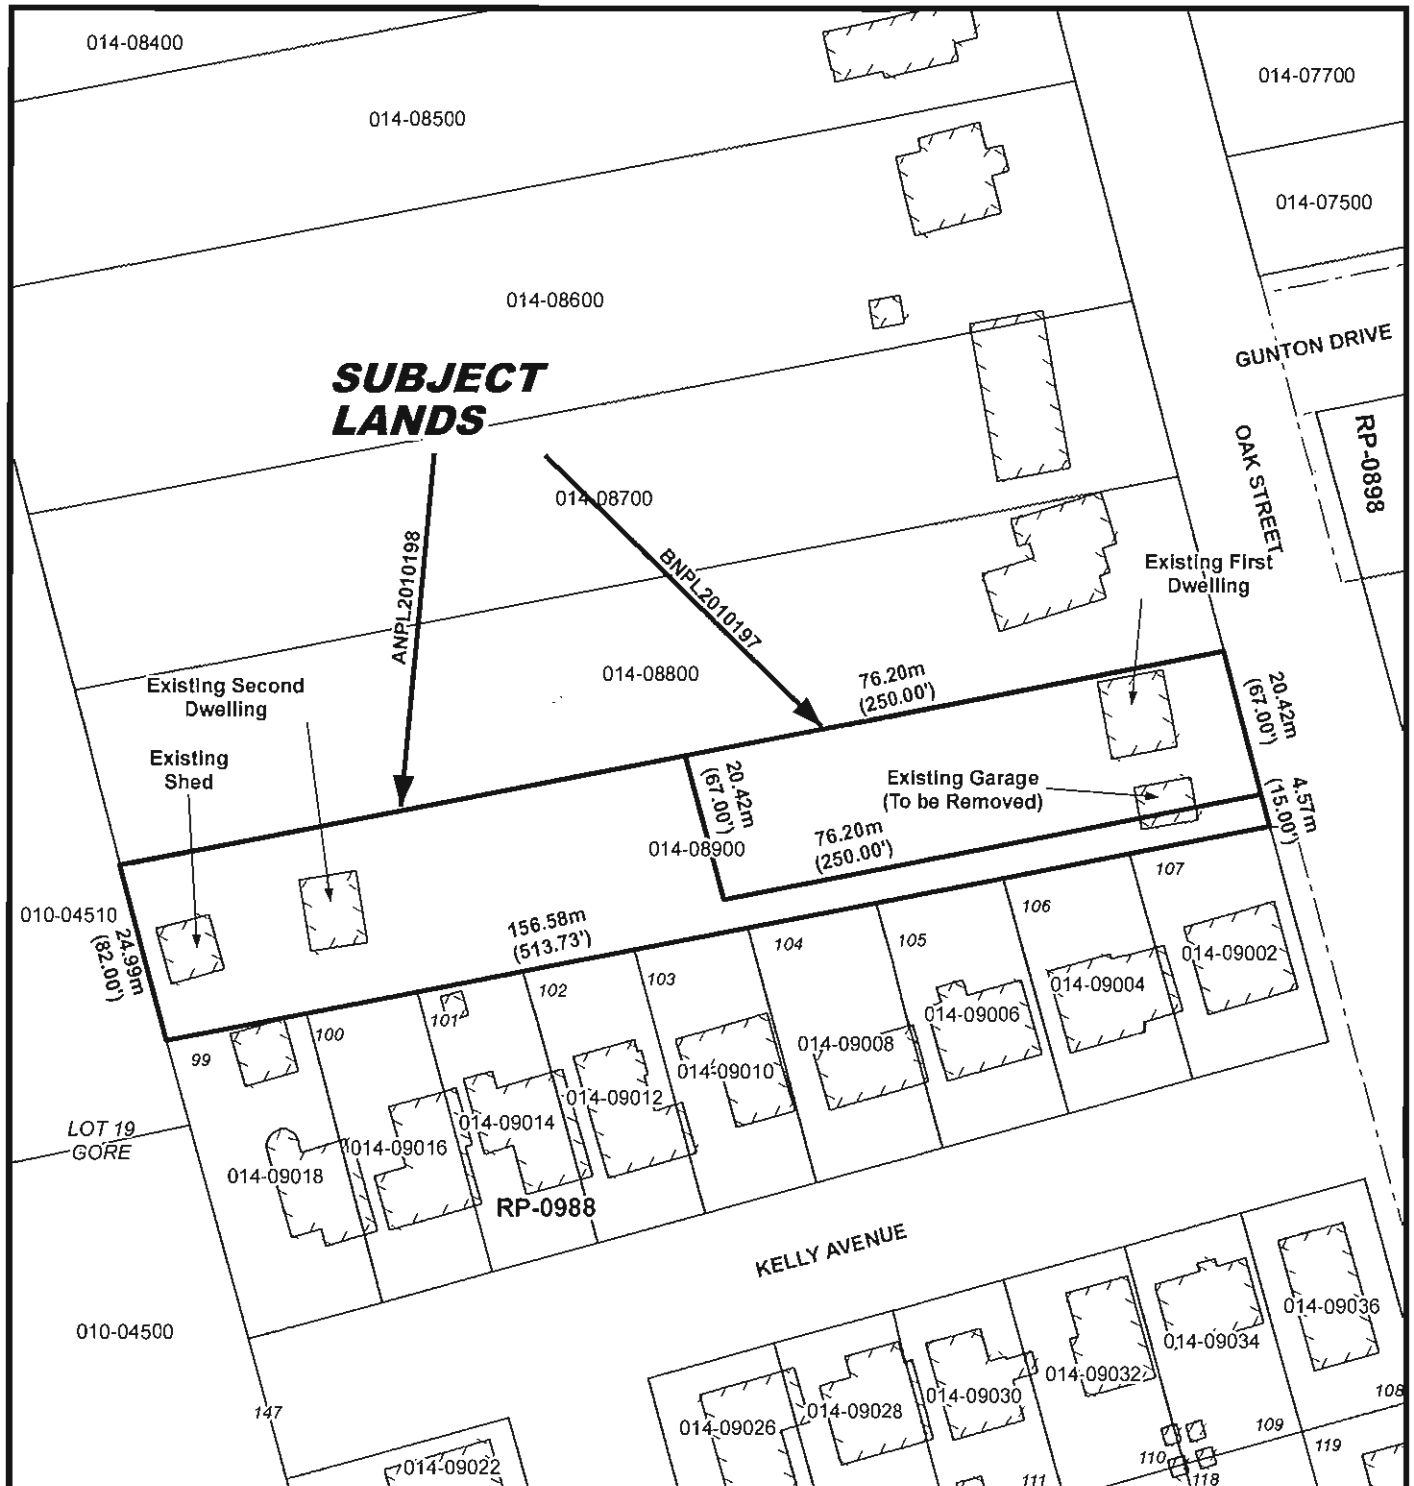 014-08400
014-08500
014-07700
014-07500
014-08600
GUNTON DRIVE
SUBJECT
LANDS
OAK STREET
RP-0898
014-08700
ANPL2010198
BNPL2010197
Existing First
Dwelling
014-08800
76.20m
(250.00')
20.42m
(67.00')
Existing Second
Dwelling
Existing
Shed
20.42m
(67.00')
Existing Garage
(To be Removed)
4.57m
(15.00')
76.20m
(250.00')
014-08900
107
106
010-04510
24.99m
(82.00')
156.58m
(513.73')
105
104
103
102
101
100
99
014-09002
014-09004
014-09006
014-09008
014-09010
014-09012
014-09014
014-09016
014-09018
LOT 19
GORE
RP-0988
KELLY AVENUE
010-04500
014-09036
014-09034
014-09032
014-09030
014-09028
014-09026
014-09022
147
108
109
110
111
118
119